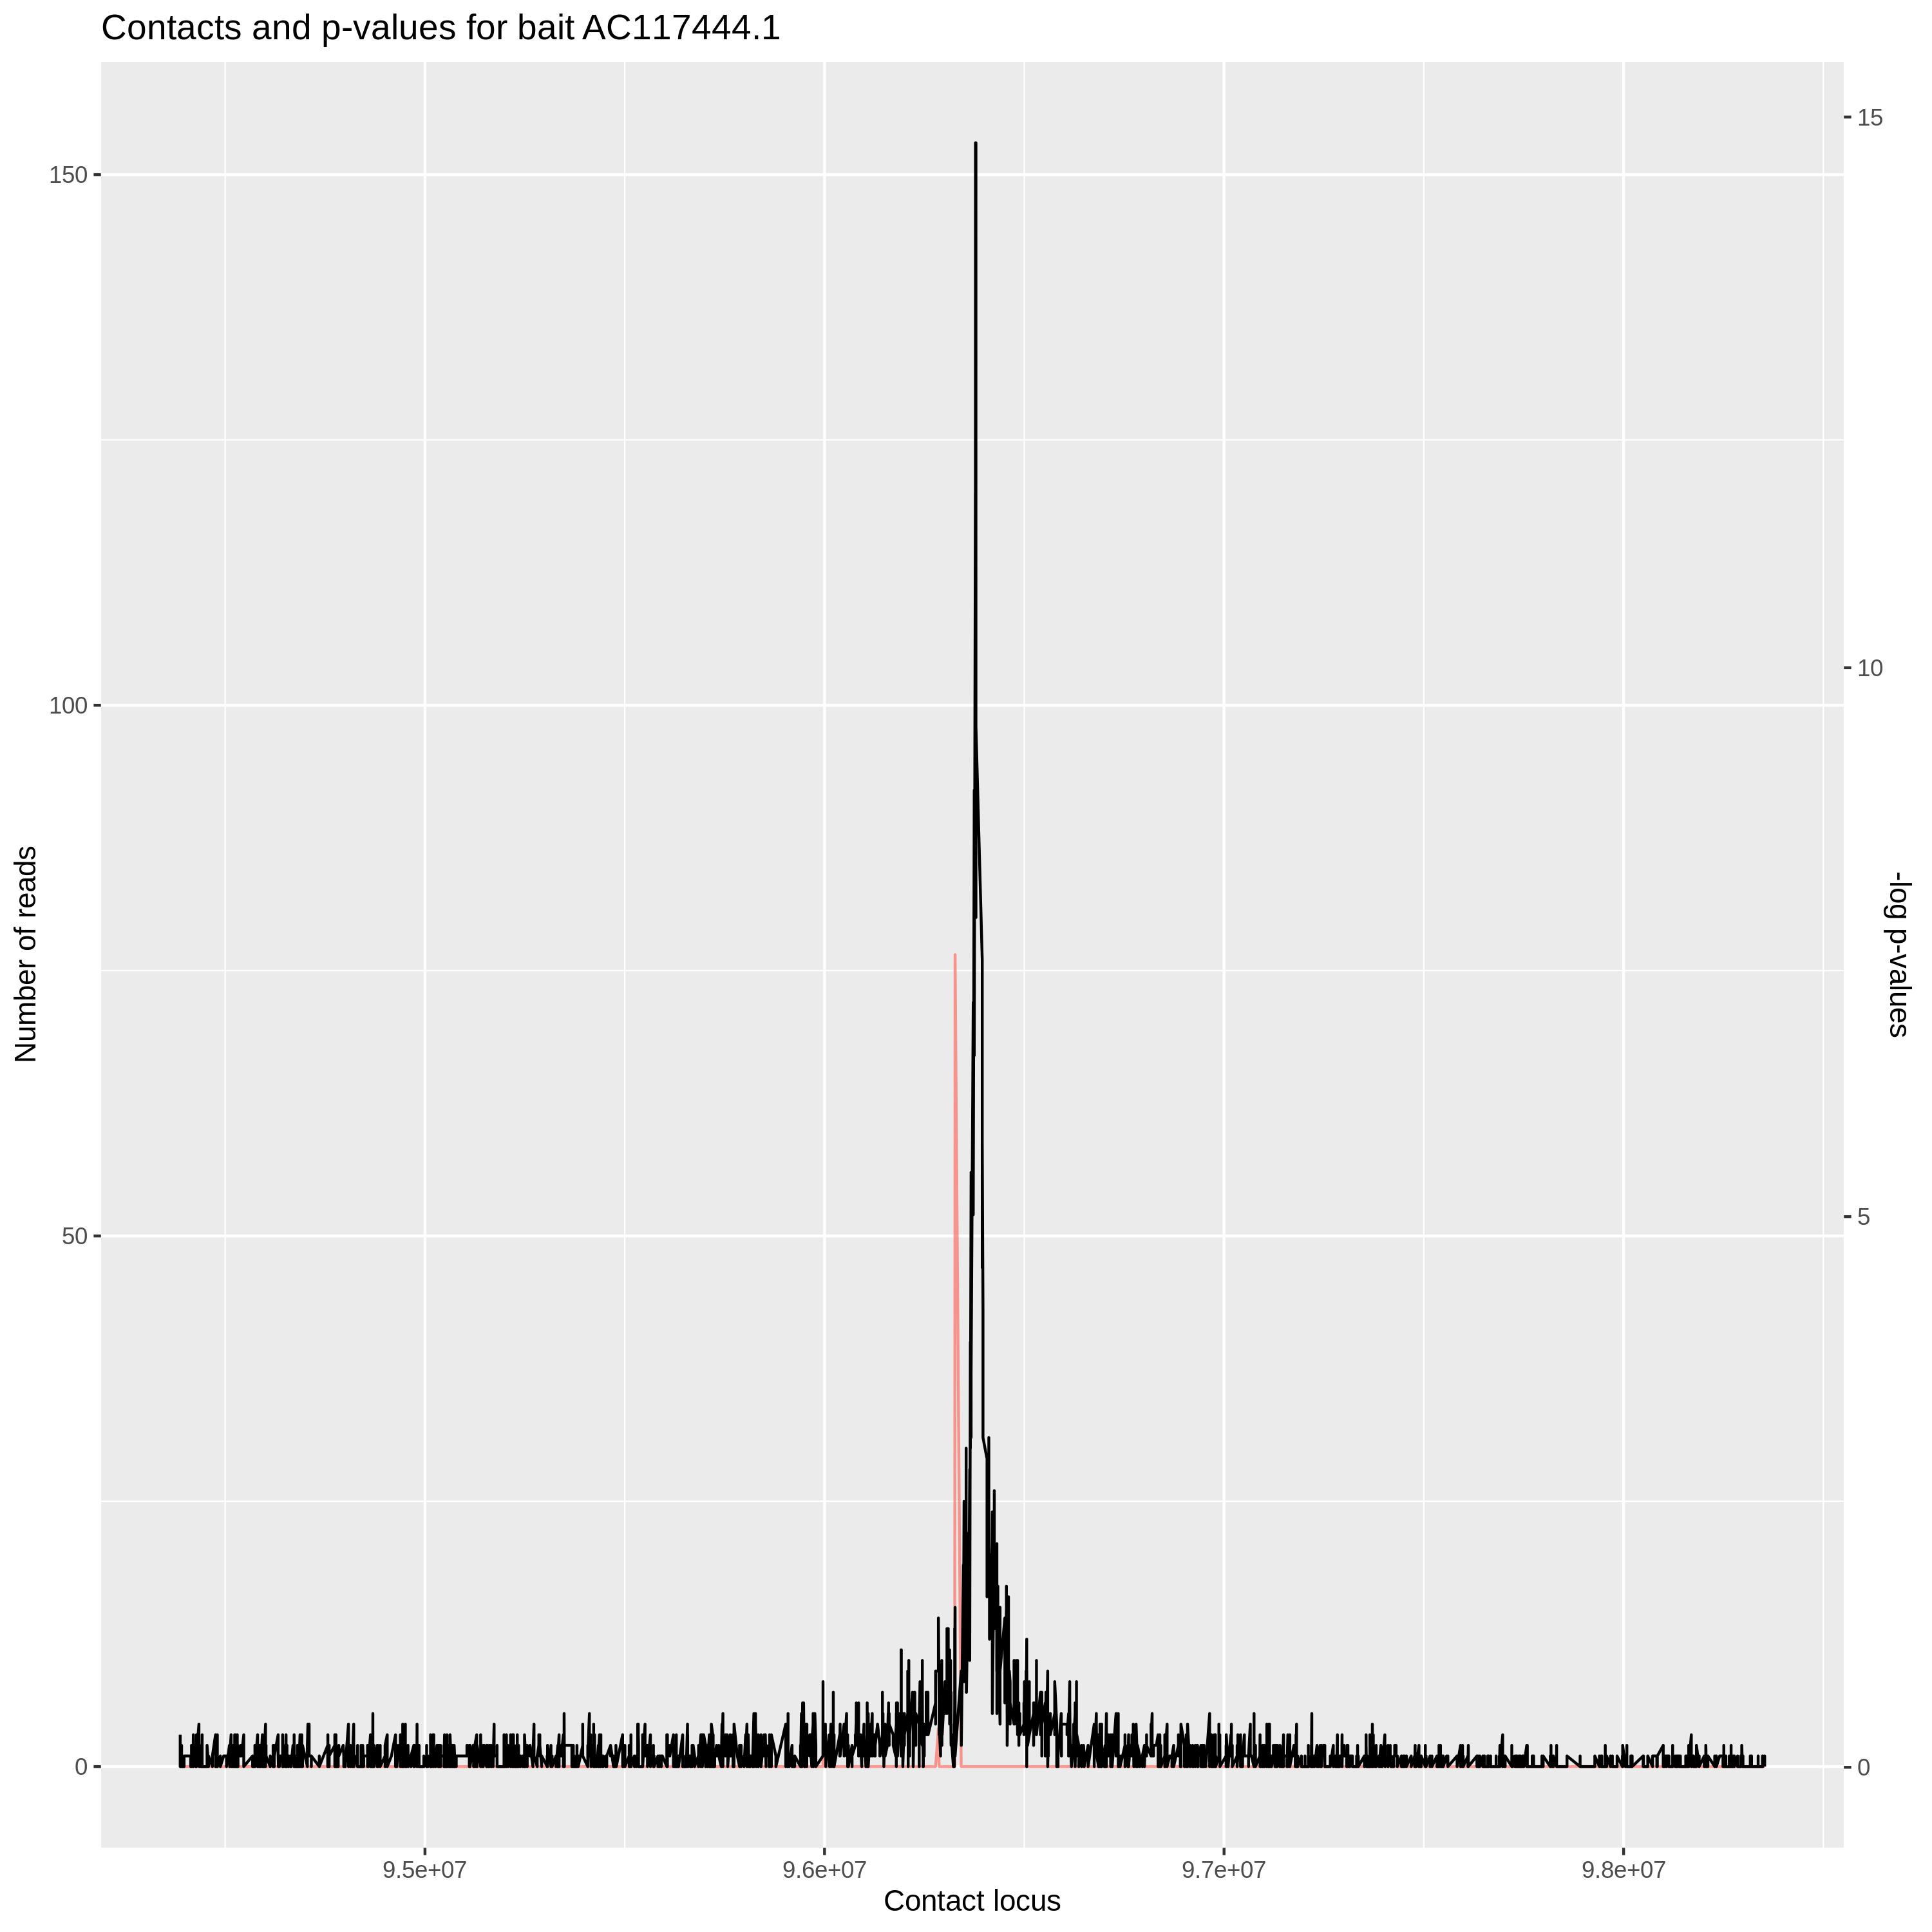 Contacts and p-values for bait AC117444.1
150
100
50
0
Number of reads
15
10
5
0
-log p-values
9.5e+07
9.6e+07
9.7e+07
9.8e+07
Contact locus